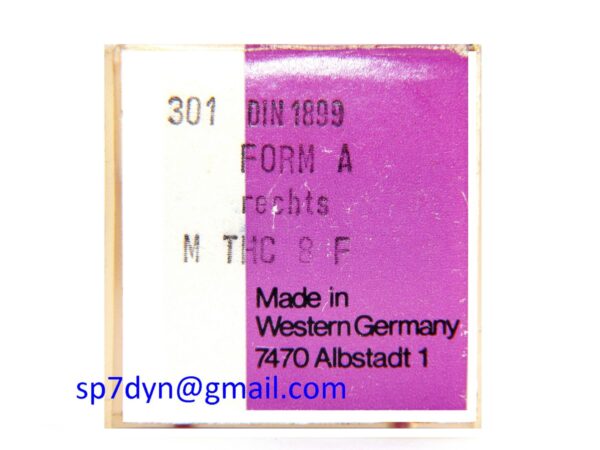 301 DIN 1899
FORM A
rechts
M THC 8 F
Made in
Western Germany
7470 Albstadt 1
sp7dyn@gmail.com